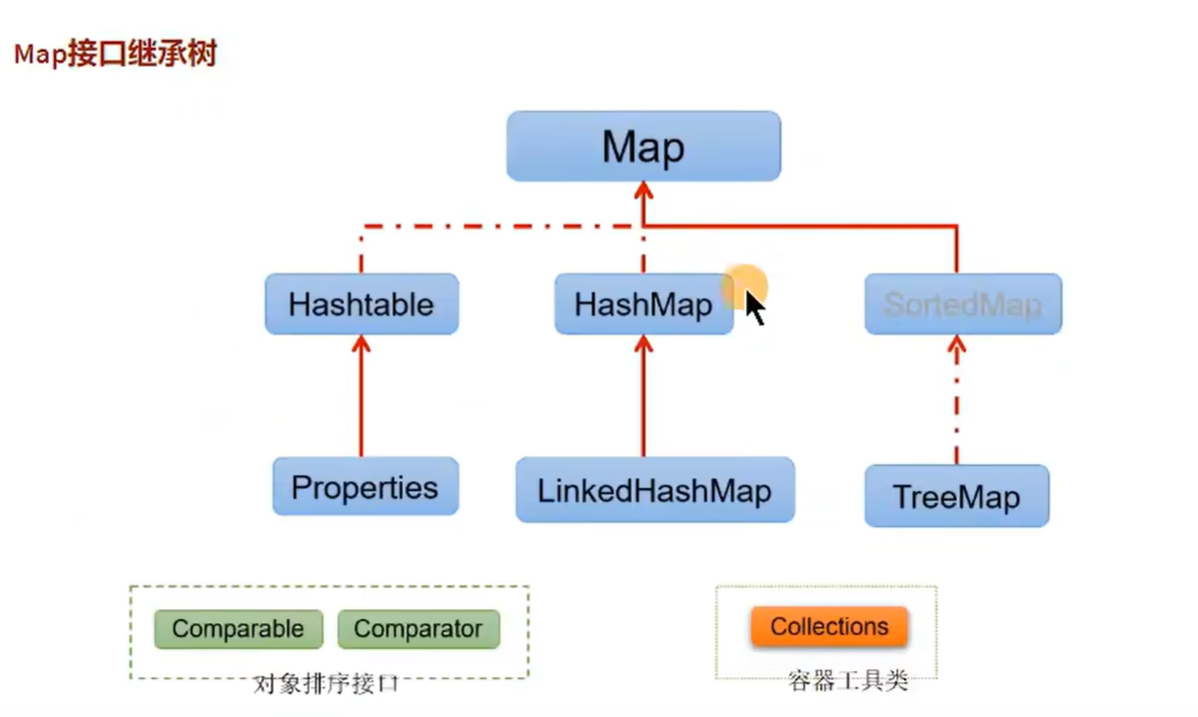 Map接口继承树
Map
Hashtable
HashMap
SortedMap
Properties
LinkedHashMap
TreeMap
Comparable
Comparator
Collections
对象排序接口
容器工具类